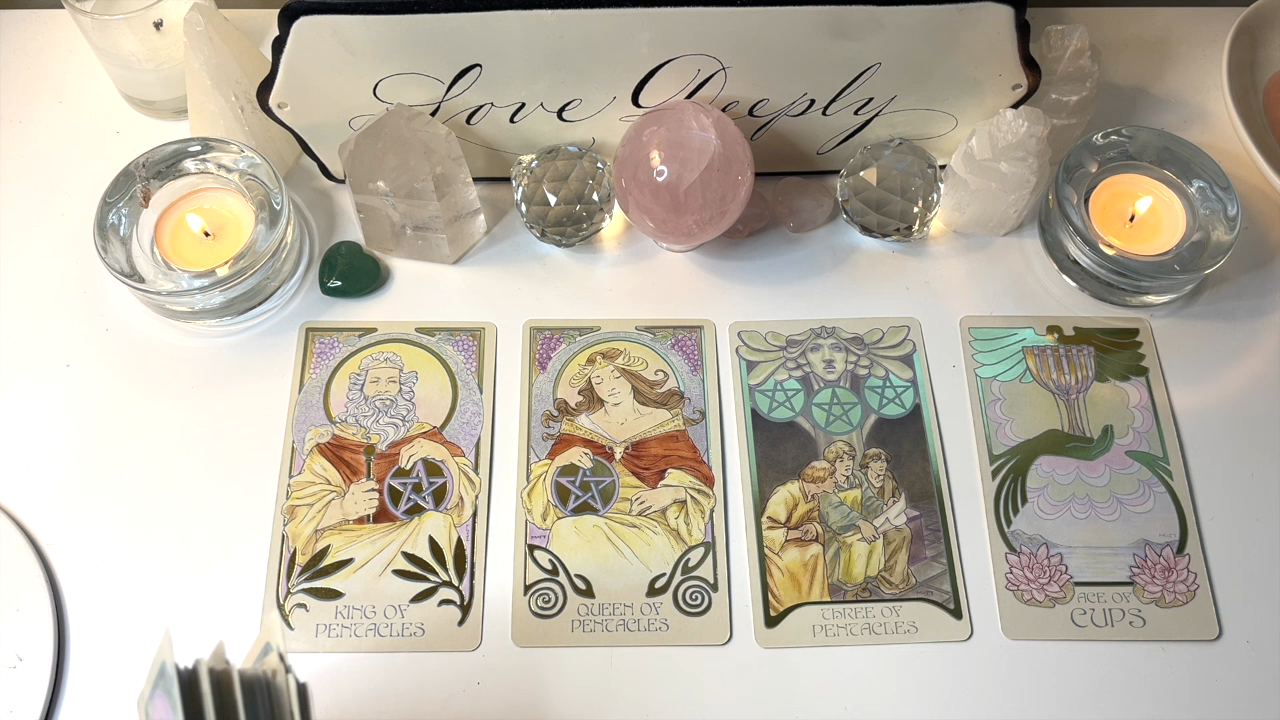 Love Deeply
KING OF
PENTACLES
QUEEN OF
PENTACLES
THREE OF
PENTACLES
ACE OF
CUPS